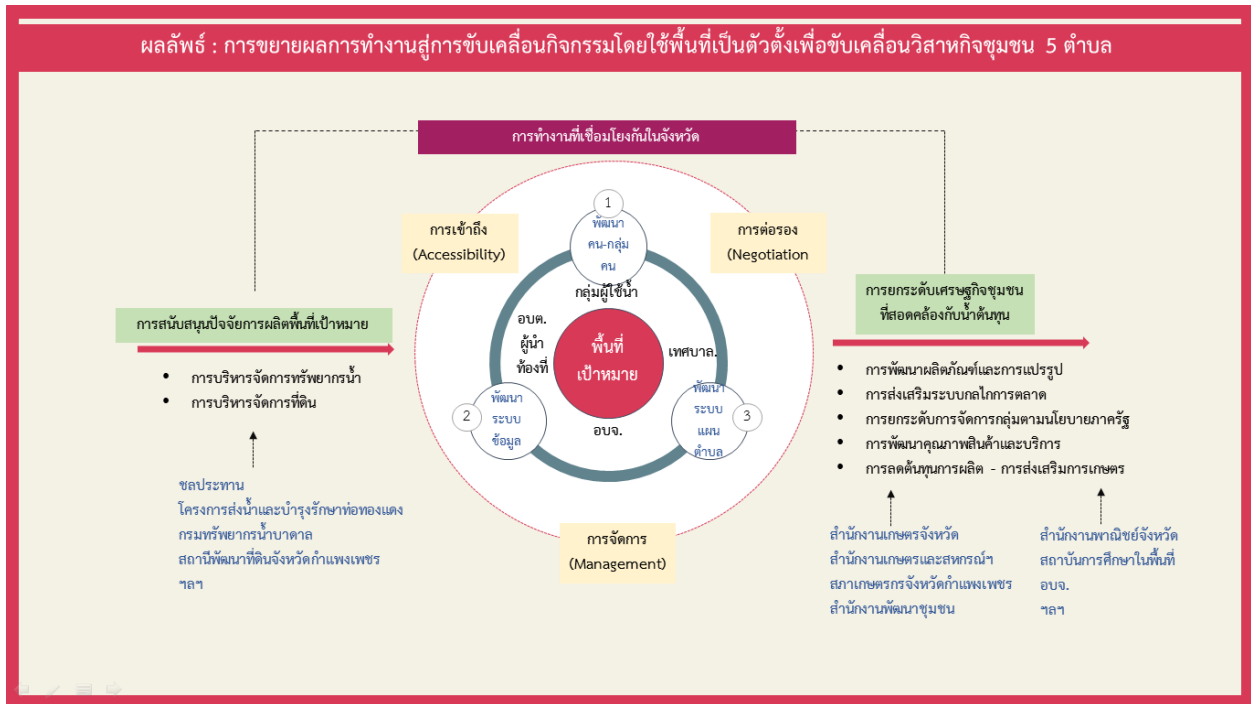 ผลลัพธ์ : การขยายผลการทำงานสู่การขับเคลื่อนกิจกรรมโดยใช้พื้นที่เป็นตัวตั้งเพื่อขับเคลื่อนวิสาหกิจชุมชน 5 ตำบล
การทำงานที่เชื่อมโยงกันในจังหวัด
การเข้าถึง
(Accessibility)
การต่อรอง
(Negotiation
1
พัฒนา
คน-กลุ่ม
คน
กลุ่มผู้ใช้น้ำ
อบต.
ผู้นำ
ท้องที่
พื้นที่
เป้าหมาย
เทศบาล.
2
พัฒนา
ระบบ
ข้อมูล
อบจ.
พัฒนา
ระบบ
แผน
ตำบล
3
การจัดการ
(Management)
การสนับสนุนปัจจัยการผลิตพื้นที่เป้าหมาย
• การบริหารจัดการทรัพยากรน้ำ
• การบริหารจัดการที่ดิน
ชลประทาน
โครงการส่งน้ำและบำรุงรักษาท่อทองแดง
กรมทรัพยากรน้ำบาดาล
สถานีพัฒนาที่ดินจังหวัดกำแพงเพชร
ฯลฯ
การยกระดับเศรษฐกิจชุมชน
ที่สอดคล้องกับน้ำต้นทุน
• การพัฒนาผลิตภัณฑ์และการแปรรูป
• การส่งเสริมระบบกลไกการตลาด
• การยกระดับการจัดการกลุ่มตามนโยบายภาครัฐ
• การพัฒนาคุณภาพสินค้าและบริการ
• การลดต้นทุนการผลิต - การส่งเสริมการเกษตร
สำนักงานเกษตรจังหวัด
สำนักงานเกษตรและสหกรณ์ฯ
สภาเกษตรกรจังหวัดกำแพงเพชร
สำนักงานพัฒนาชุมชน
สำนักงานพาณิชย์จังหวัด
สถาบันการศึกษาในพื้นที่
อบจ.
ฯลฯ